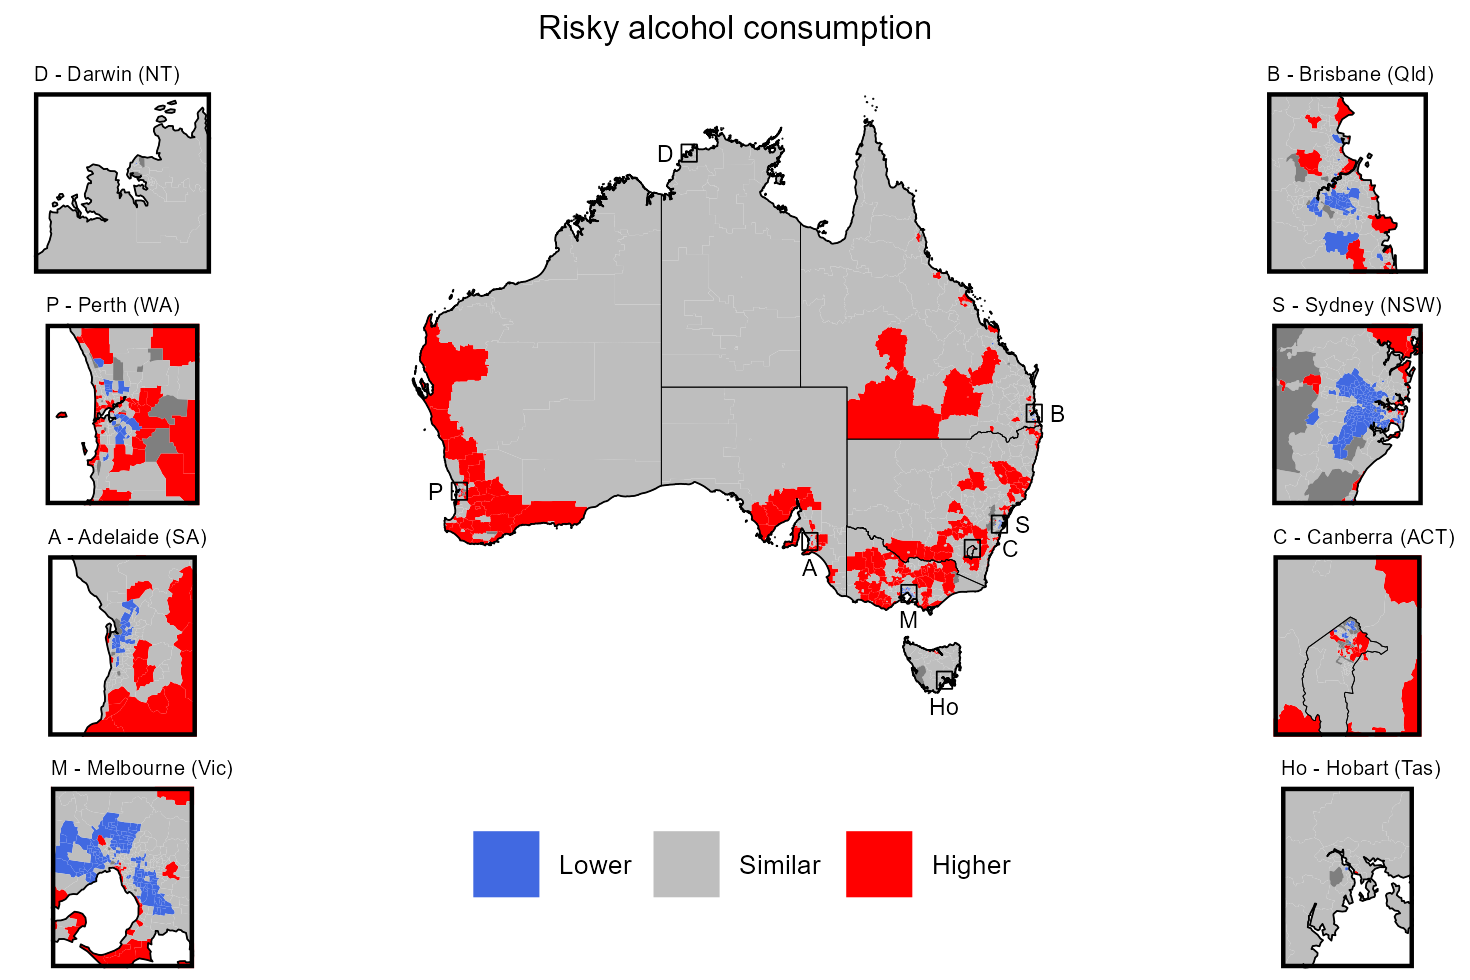 Risky alcohol consumption
D - Darwin (NT)
B - Brisbane (Qld)
P - Perth (WA)
S - Sydney (NSW)
A - Adelaide (SA)
C - Canberra (ACT)
M - Melbourne (Vic)
Ho - Hobart (Tas)
D
B
P
S
C
A
M
Ho
Lower
Similar
Higher